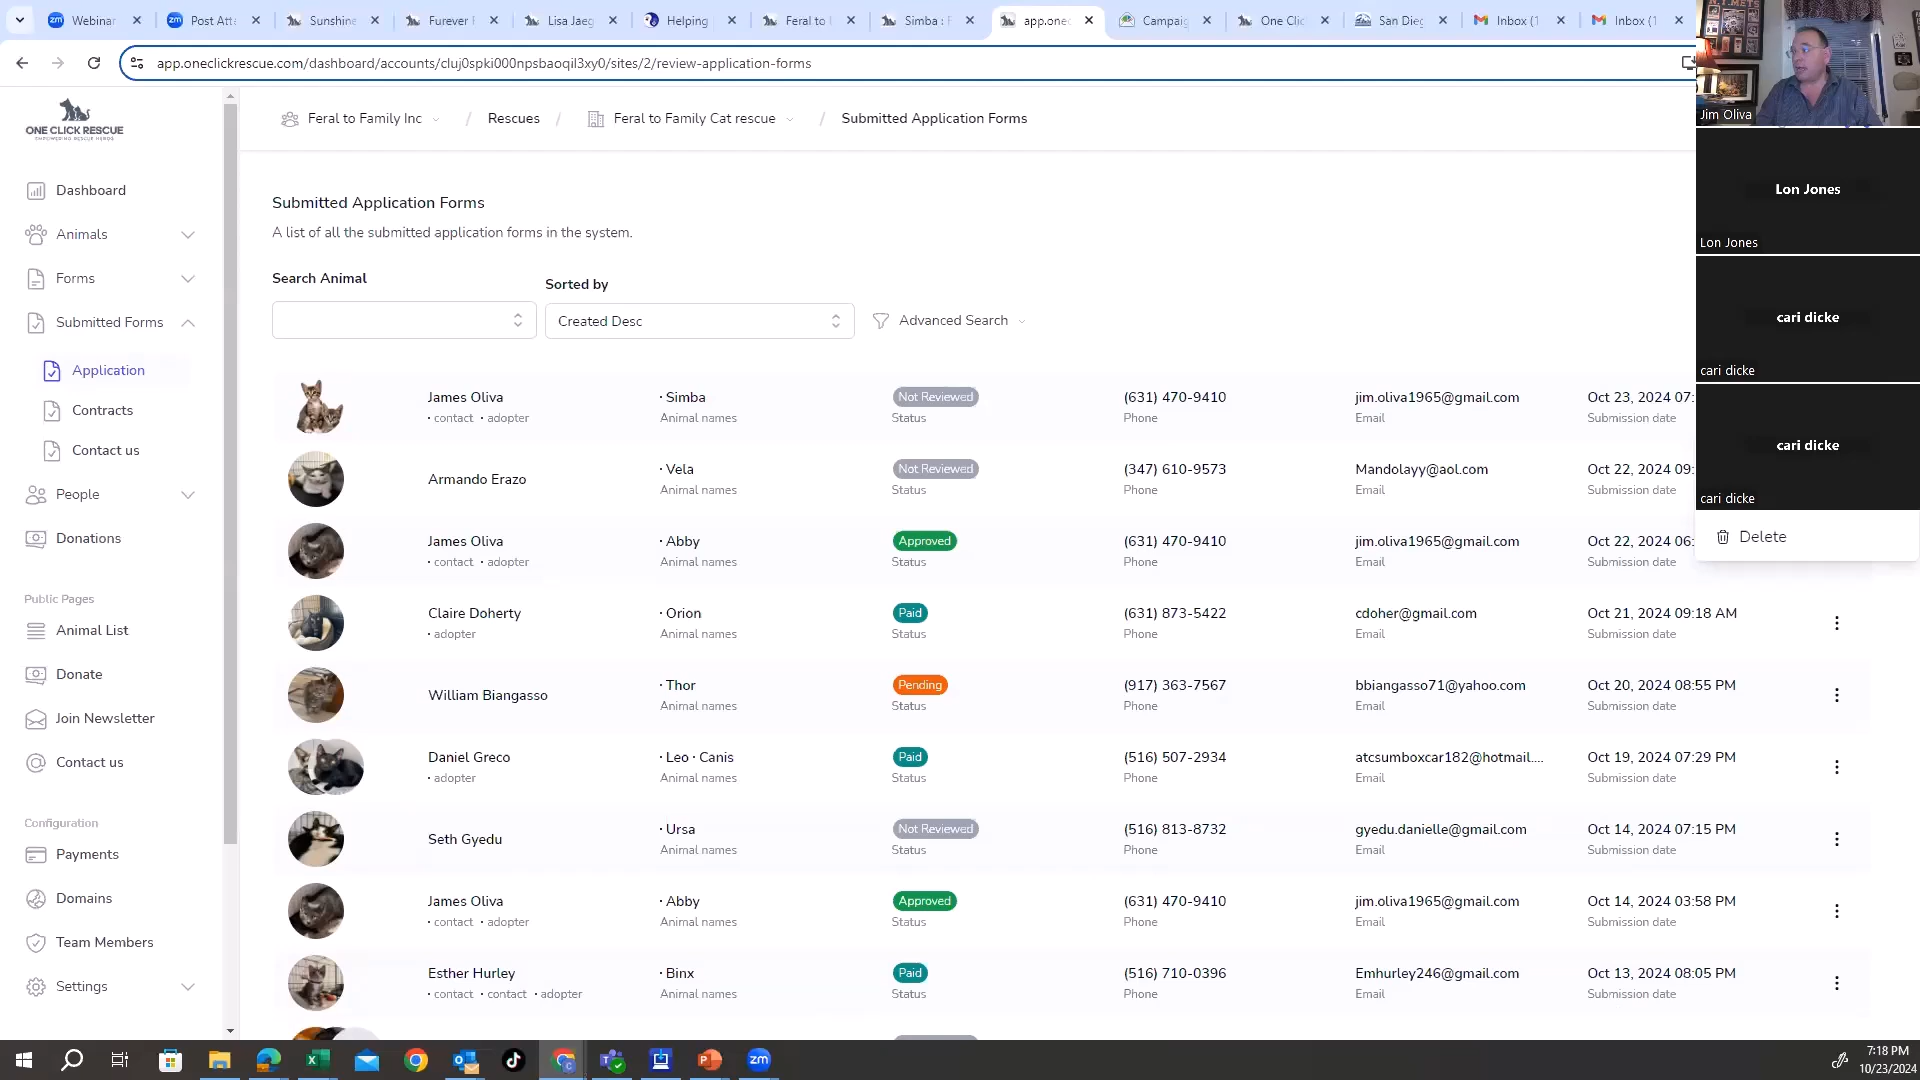 Webinar
Post Att
Sunshine
Furever
Lisa Jaeg
Helping
Feral to
Simba :
app.onec
Campaig
One Clic
San Dieg
Inbox (1
Inbox (1
app.oneclickrescue.com/dashboard/accounts/cluj0spki000npsbaoqil3xy0/sites/2/review-application-forms
ONE CLICK RESCUE
EMPOWERING RESCUE HEROES
Feral to Family Inc / Rescues / Feral to Family Cat rescue / Submitted Application Forms
Jim Oliva
Lon Jones
Lon Jones
cari dicke
cari dicke
cari dicke
cari dicke
Delete
Dashboard
Animals
Forms
Submitted Forms
Application
Contracts
Contact us
People
Donations
Public Pages
Animal List
Donate
Join Newsletter
Contact us
Configuration
Payments
Domains
Team Members
Settings
Submitted Application Forms
A list of all the submitted application forms in the system.
Search Animal
Sorted by
Created Desc
Advanced Search
James Oliva · Simba Not Reviewed (631) 470-9410 jim.oliva1965@gmail.com Oct 23, 2024 07:
· contact · adopter Animal names Status Phone Email Submission date
Armando Erazo · Vela Not Reviewed (347) 610-9573 Mandolayy@aol.com Oct 22, 2024 09:
Animal names Status Phone Email Submission date
James Oliva · Abby Approved (631) 470-9410 jim.oliva1965@gmail.com Oct 22, 2024 06:
· contact · adopter Animal names Status Phone Email Submission date
Claire Doherty · Orion Paid (631) 873-5422 cdoher@gmail.com Oct 21, 2024 09:18 AM
· adopter Animal names Status Phone Email Submission date
William Biangasso · Thor Pending (917) 363-7567 bbiangasso71@yahoo.com Oct 20, 2024 08:55 PM
Animal names Status Phone Email Submission date
Daniel Greco · Leo · Canis Paid (516) 507-2934 atcsumboxcar182@hotmail.... Oct 19, 2024 07:29 PM
· adopter Animal names Status Phone Email Submission date
Seth Gyedu · Ursa Not Reviewed (516) 813-8732 gyedu.danielle@gmail.com Oct 14, 2024 07:15 PM
Animal names Status Phone Email Submission date
James Oliva · Abby Approved (631) 470-9410 jim.oliva1965@gmail.com Oct 14, 2024 03:58 PM
· contact · adopter Animal names Status Phone Email Submission date
Esther Hurley · Binx Paid (516) 710-0396 Emhurley246@gmail.com Oct 13, 2024 08:05 PM
· contact · contact · adopter Animal names Status Phone Email Submission date
7:18 PM
10/23/2024